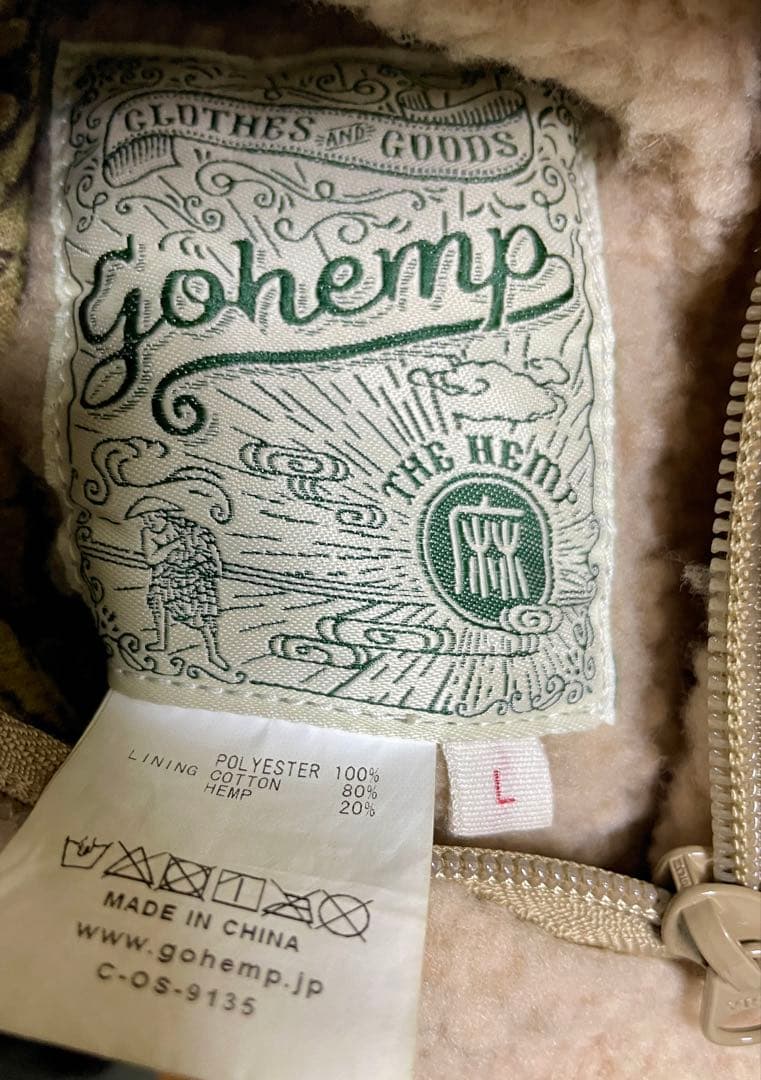 CLOTHES AND GOODS
Gohemp
THE HEMP
麻
POLYESTER 100%
LINING COTTON 80%
HEMP 20%
L
MADE IN CHINA
www.gohemp.jp
C-OS-9135